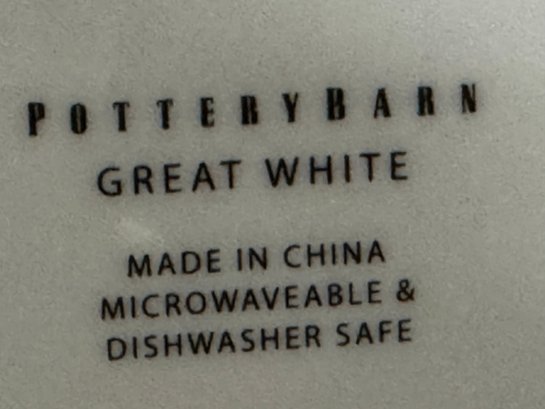 POTTERYBARN
GREAT WHITE
MADE IN CHINA
MICROWAVEABLE &
DISHWASHER SAFE